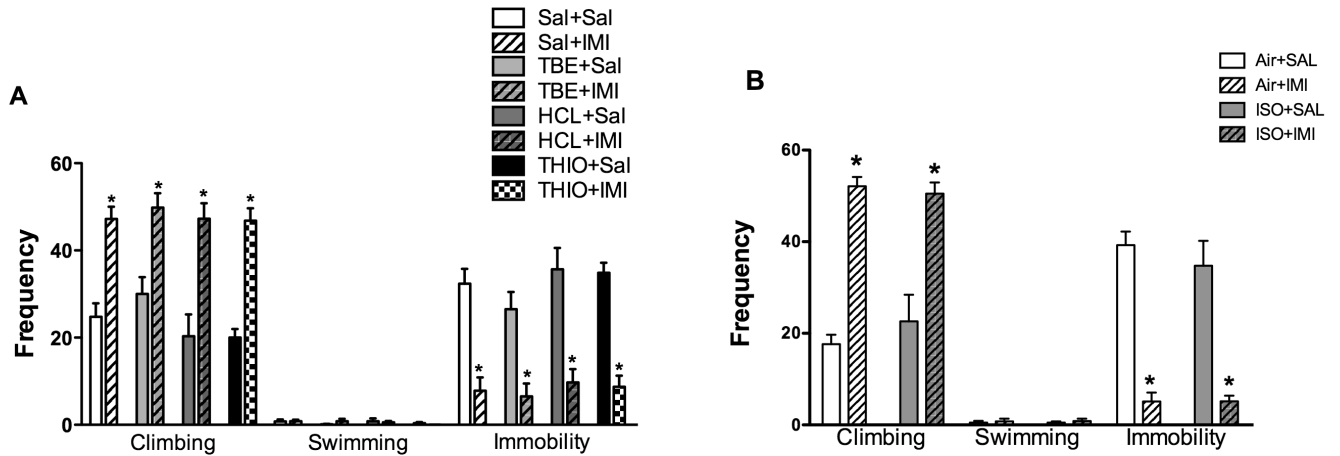 A
Sal+Sal
Sal+IMI
TBE+Sal
TBE+IMI
HCL+Sal
HCL+IMI
THIO+Sal
THIO+IMI
Frequency
60
40
20
0
* * * *
* * * *
Climbing Swimming Immobility
B
Air+SAL
Air+IMI
ISO+SAL
ISO+IMI
Frequency
60
40
20
0
* *
* *
Climbing Swimming Immobility